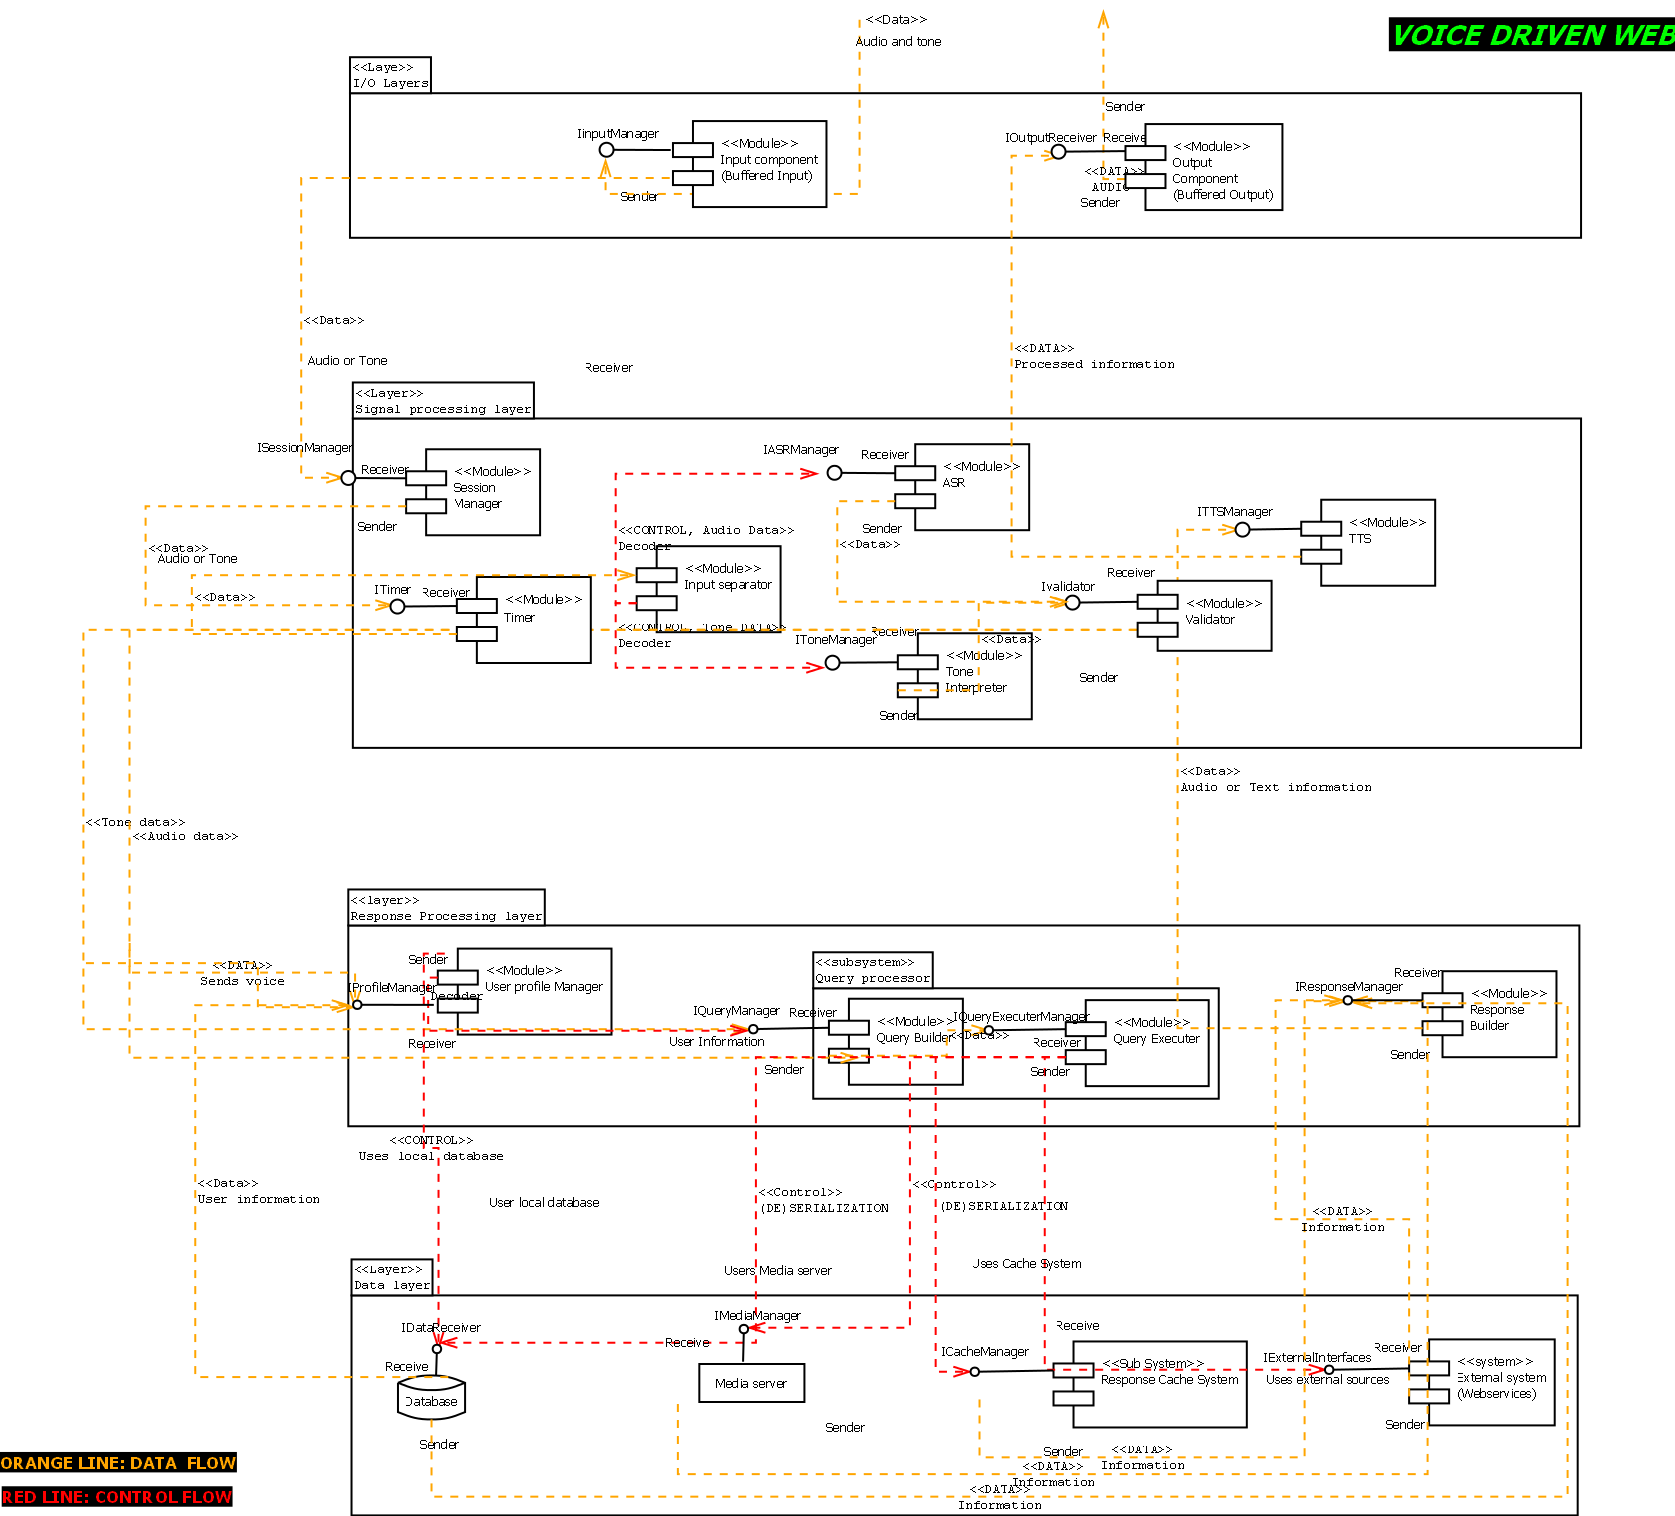 <<Data>>
Audio and tone
VOICE DRIVEN WEB
<<Laye>>
I/O Layers
Sender
IinputManager
<<Module>>
Input component
(Buffered Input)
Sender
IOutputReceiver
Receive
<<Module>>
Output
Component
(Buffered Output)
<<DATA>>
AUDIO
Sender
<<Data>>
Audio or Tone
Receiver
<<DATA>>
Processed information
<<Layer>>
Signal processing layer
ISessionManager
Receiver
<<Module>>
Session
Manager
Sender
<<Data>>
Audio or Tone
IASRManager
Receiver
<<Module>>
ASR
Sender
<<Data>>
<<CONTROL, Audio Data>>
Decoder
<<Module>>
Input separator
<<CONTROL, Tone DATA>>
Decoder
ITTSManager
<<Module>>
TTS
<<Data>>
ITimer
Receiver
<<Module>>
Timer
Ivalidator
Receiver
<<Module>>
Validator
Sender
IToneManager
Receiver
<<Data>>
<<Module>>
Tone
Interpreter
Sender
<<Data>>
Audio or Text information
<<Tone data>>
<<Audio data>>
<<layer>>
Response Processing layer
<<DATA>>
Sends voice
Sender
<<Module>>
User profile Manager
IProfileManager
Decoder
Receiver
<<subsystem>>
Query processor
IQueryManager
Receiver
User Information
<<Module>>
Query Builder
Sender
IQueryExecuterManager
<<Data>>
Receiver
<<Module>>
Query Executer
Sender
IResponseManager
Receiver
<<Module>>
Response
Builder
Sender
<<CONTROL>>
Uses local database
<<Data>>
User information
User local database
<<Control>>
(DE)SERIALIZATION
<<Control>>
(DE)SERIALIZATION
<<DATA>>
Information
Users Media server
Uses Cache System
<<Layer>>
Data layer
IDataReceiver
Receive
Database
Sender
IMediaManager
Receive
Media server
Sender
ICacheManager
Receive
<<Sub System>>
Response Cache System
Sender
IExternalInterfaces
Uses external sources
Receiver
<<system>>
External system
(Webservices)
Sender
<<DATA>>
Information
<<DATA>>
Information
<<DATA>>
Information
ORANGE LINE: DATA FLOW
RED LINE: CONTROL FLOW